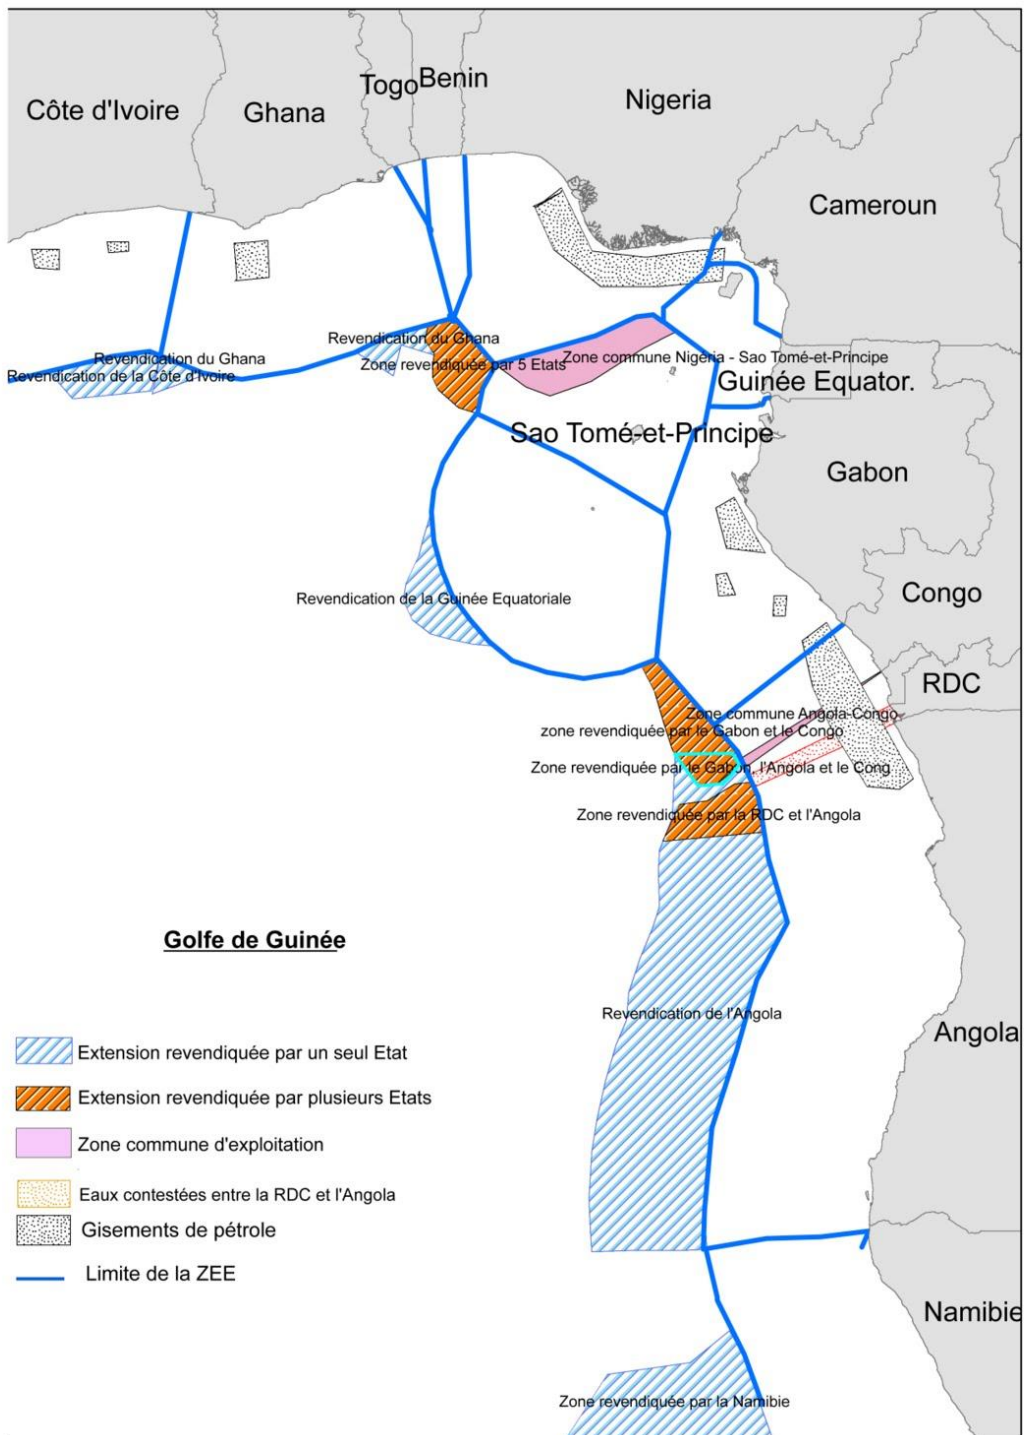 Côte d'Ivoire
Ghana
Togo
Benin
Nigeria
Cameroun
Revendication du Ghana
Revendication du Ghana
Revendication de la Côte d'Ivoire
Zone revendiquée par 5 Etats
Zone commune Nigéria - Sao Tomé-et-Principe
Guinée Equator.
Sao Tomé-et-Principe
Gabon
Congo
Revendication de la Guinée Equatoriale
RDC
Zone commune Angola-Congo
zone revendiquée par le Gabon et le Congo
Zone revendiquée par le Gabon, l'Angola et le Cong
Zone revendiquée par la RDC et l'Angola
Golfe de Guinée
Revendication de l'Angola
Angola
Extension revendiquée par un seul Etat
Extension revendiquée par plusieurs Etats
Zone commune d'exploitation
Eaux contestées entre la RDC et l'Angola
Gisements de pétrole
Limite de la ZEE
Namibie
Zone revendiquée par la Namibie